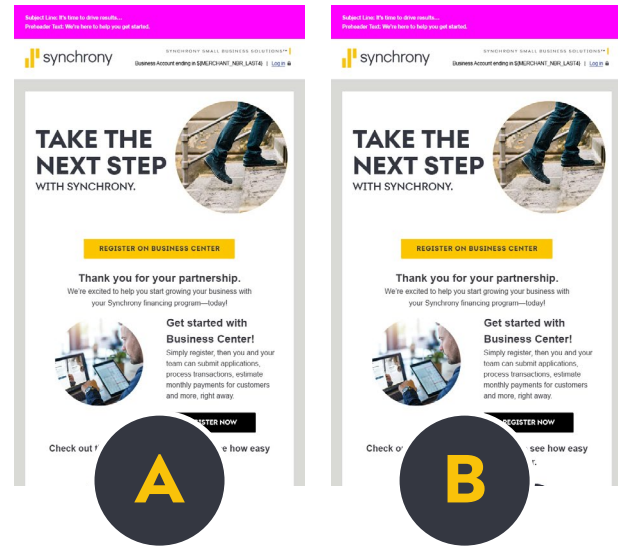 Subject Line: It's time to drive results...
Preheader Text: We're here to help you get started.
synchrony
SYNCHRONY SMALL BUSINESS SOLUTIONS℠
Business Account ending in ${MERCHANT_NBR_LAST4} | Log in
TAKE THE
NEXT STEP
WITH SYNCHRONY.
REGISTER ON BUSINESS CENTER
Thank you for your partnership.
We're excited to help you start growing your business with
your Synchrony financing program—today!
Get started with
Business Center!
Simply register, then you and your
team can submit applications,
process transactions, estimate
monthly payments for customers
and more, right away.
ISTER NOW
Check out
e how easy
A
Subject Line: It's time to drive results...
Preheader Text: We're here to help you get started.
synchrony
SYNCHRONY SMALL BUSINESS SOLUTIONS℠
Business Account ending in ${MERCHANT_NBR_LAST4} | Log in
TAKE THE
NEXT STEP
WITH SYNCHRONY.
REGISTER ON BUSINESS CENTER
Thank you for your partnership.
We're excited to help you start growing your business with
your Synchrony financing program—today!
Get started with
Business Center!
Simply register, then you and your
team can submit applications,
process transactions, estimate
monthly payments for customers
and more, right away.
REGISTER NOW
Check
see how easy
r.
B